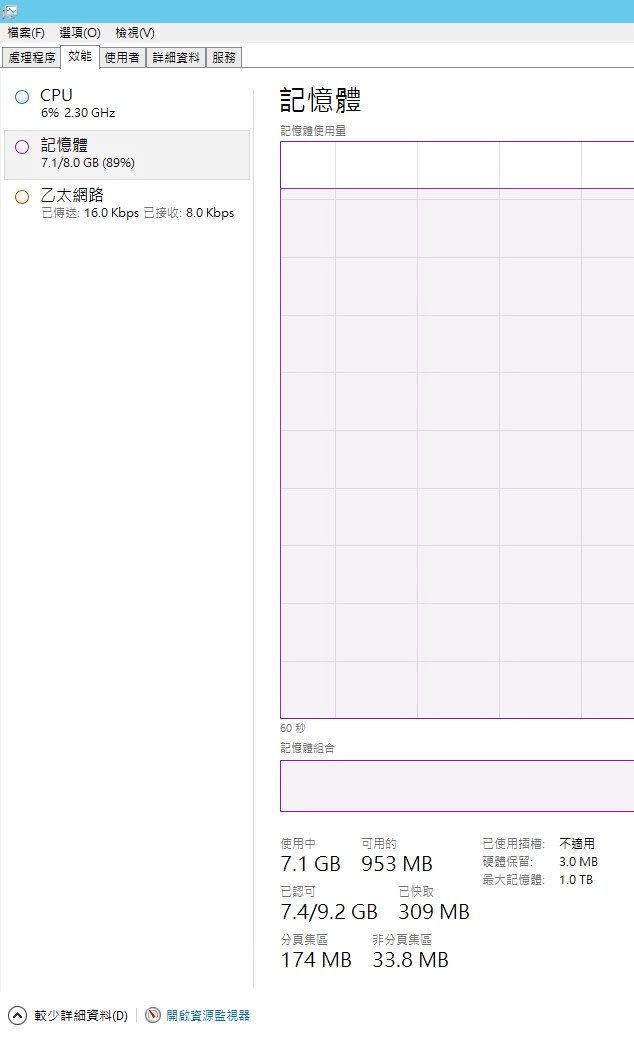 檔案(F) 選項(O) 檢視(V)
處理程序 效能 使用者 詳細資料 服務
CPU
6% 2.30 GHz
記憶體
7.1/8.0 GB (89%)
乙太網路
已傳送: 16.0 Kbps 已接收: 8.0 Kbps
記憶體
記憶體使用量
60 秒
記憶體組合
使用中 可用的
7.1 GB 953 MB
已認可 已快取
7.4/9.2 GB 309 MB
分頁集區 非分頁集區
174 MB 33.8 MB
已使用插槽: 不適用
硬體保留: 3.0 MB
最大記憶體: 1.0 TB
較少詳細資料(D) 開啟資源監視器